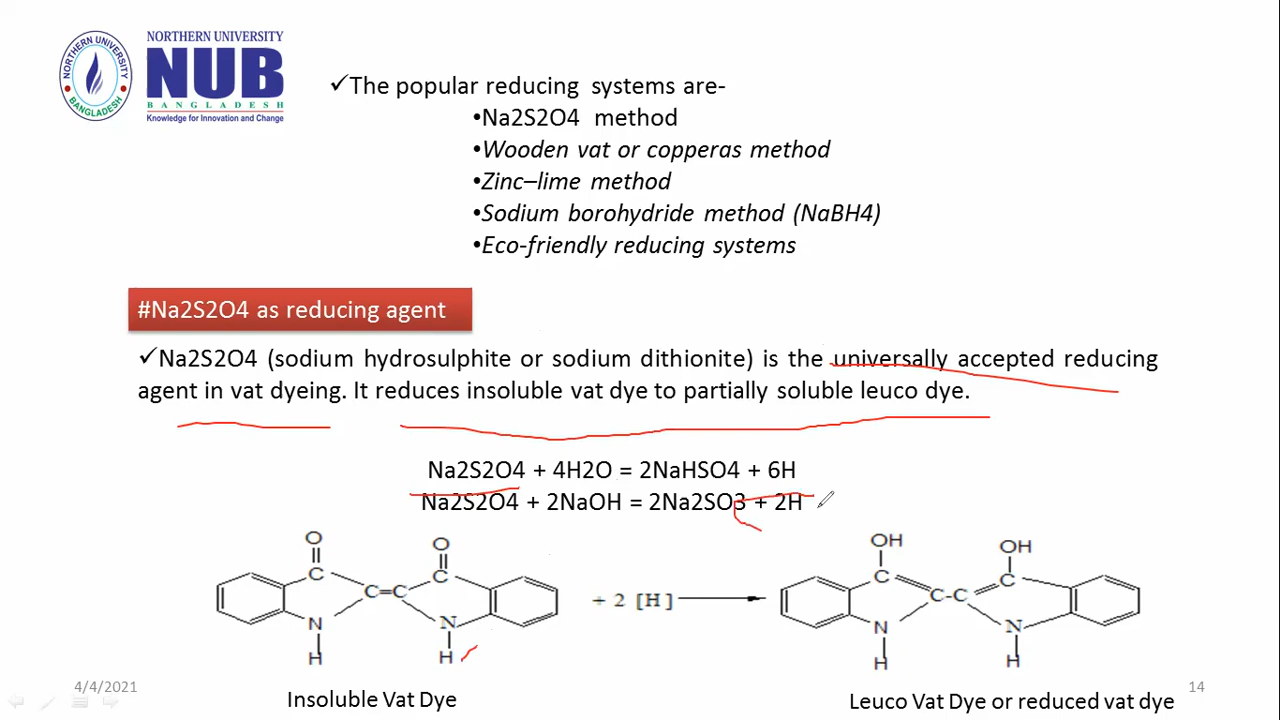 NORTHERN UNIVERSITY
NUB
BANGLADESH
Knowledge for Innovation and Change
NORTHERN UNIVERSITY
BANGLADESH
✓The popular reducing systems are-
•Na2S2O4 method
•Wooden vat or copperas method
•Zinc–lime method
•Sodium borohydride method (NaBH4)
•Eco-friendly reducing systems
#Na2S2O4 as reducing agent
✓Na2S2O4 (sodium hydrosulphite or sodium dithionite) is the universally accepted reducing
agent in vat dyeing. It reduces insoluble vat dye to partially soluble leuco dye.
Na2S2O4 + 4H2O = 2NaHSO4 + 6H
Na2S2O4 + 2NaOH = 2Na2SO3 + 2H
O O OH OH
C C C C
C=C + 2 [H] C-C
N N N N
H H H H
4/4/2021 14
Insoluble Vat Dye Leuco Vat Dye or reduced vat dye